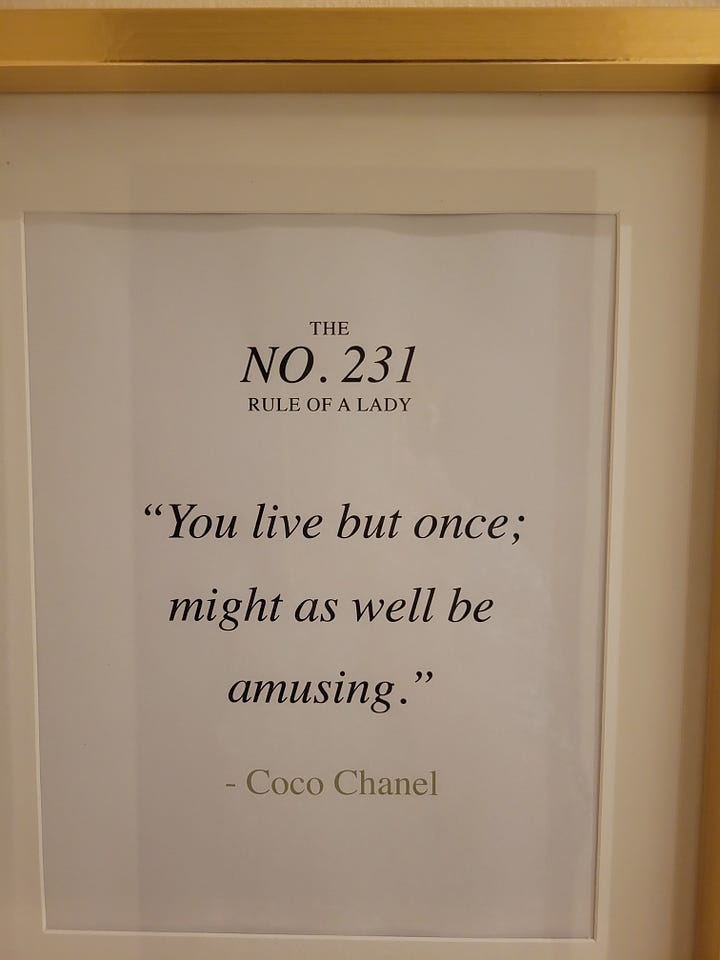 THE
NO. 231
RULE OF A LADY
“You live but once;
might as well be
amusing.”
- Coco Chanel